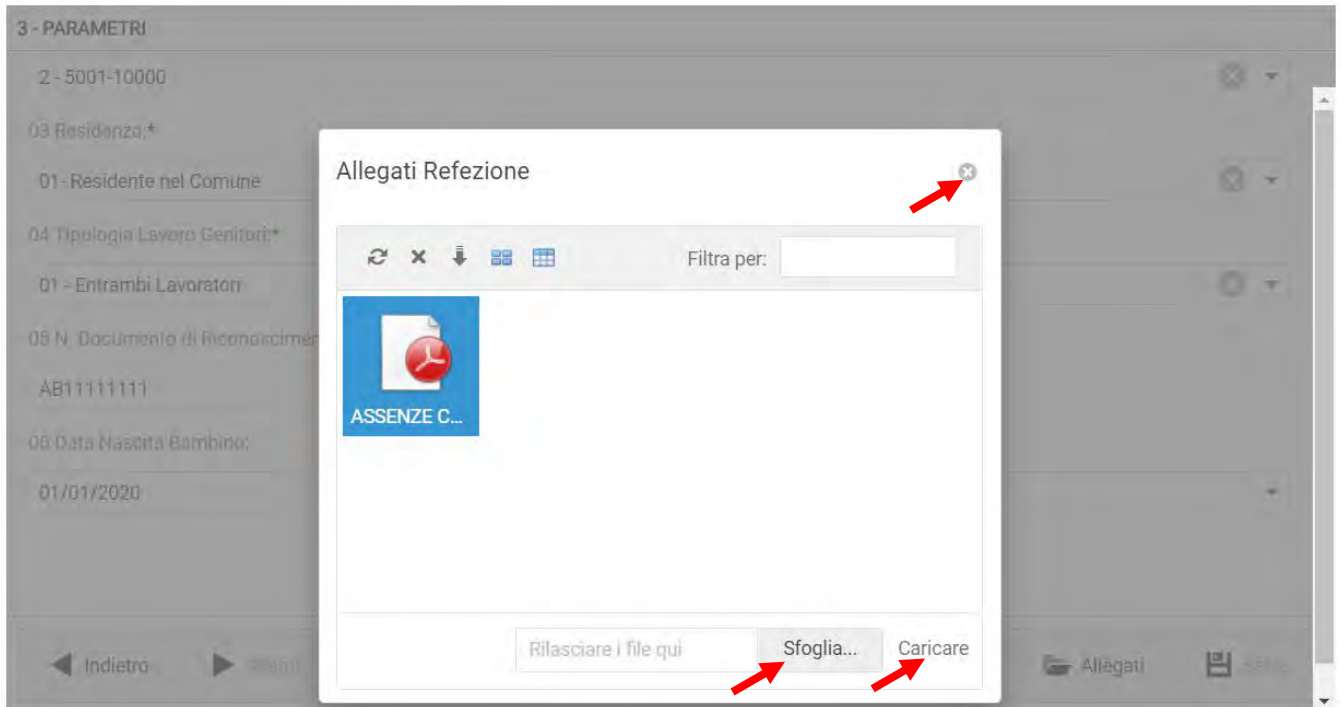 3 - PARAMETRI
2 - 5001-10000
03 Residenza:*
01- Residente nel Comune
04 Tipologia Lavoro Genitori:*
01 - Entrambi Lavoratori
05 N. Documento di Riconoscimen
AB11111111
06 Data Nascita Bambino:
01/01/2020
Allegati Refezione
Filtra per:
ASSENZE C...
Rilasciare i file qui
Sfoglia...
Caricare
Indietro
Allegati